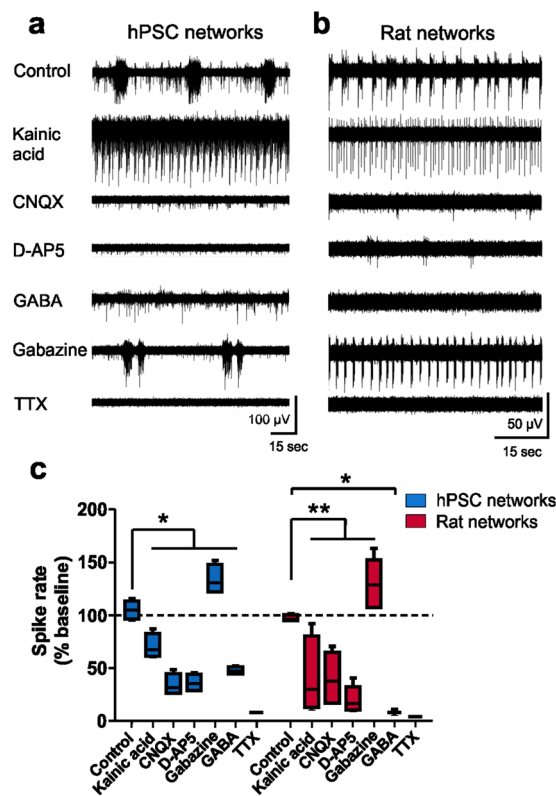 a hPSC networks
b Rat networks
Control
Kainic
acid
CNQX
D-AP5
GABA
Gabazine
TTX
100 µV
15 sec
50 µV
15 sec
c
hPSC networks
Rat networks
Spike rate
(% baseline)
200
150
100
50
0
*
**
*
Control
Kainic acid
CNQX
D-AP5
Gabazine
GABA
TTX
Control
Kainic acid
CNQX
D-AP5
Gabazine
GABA
TTX